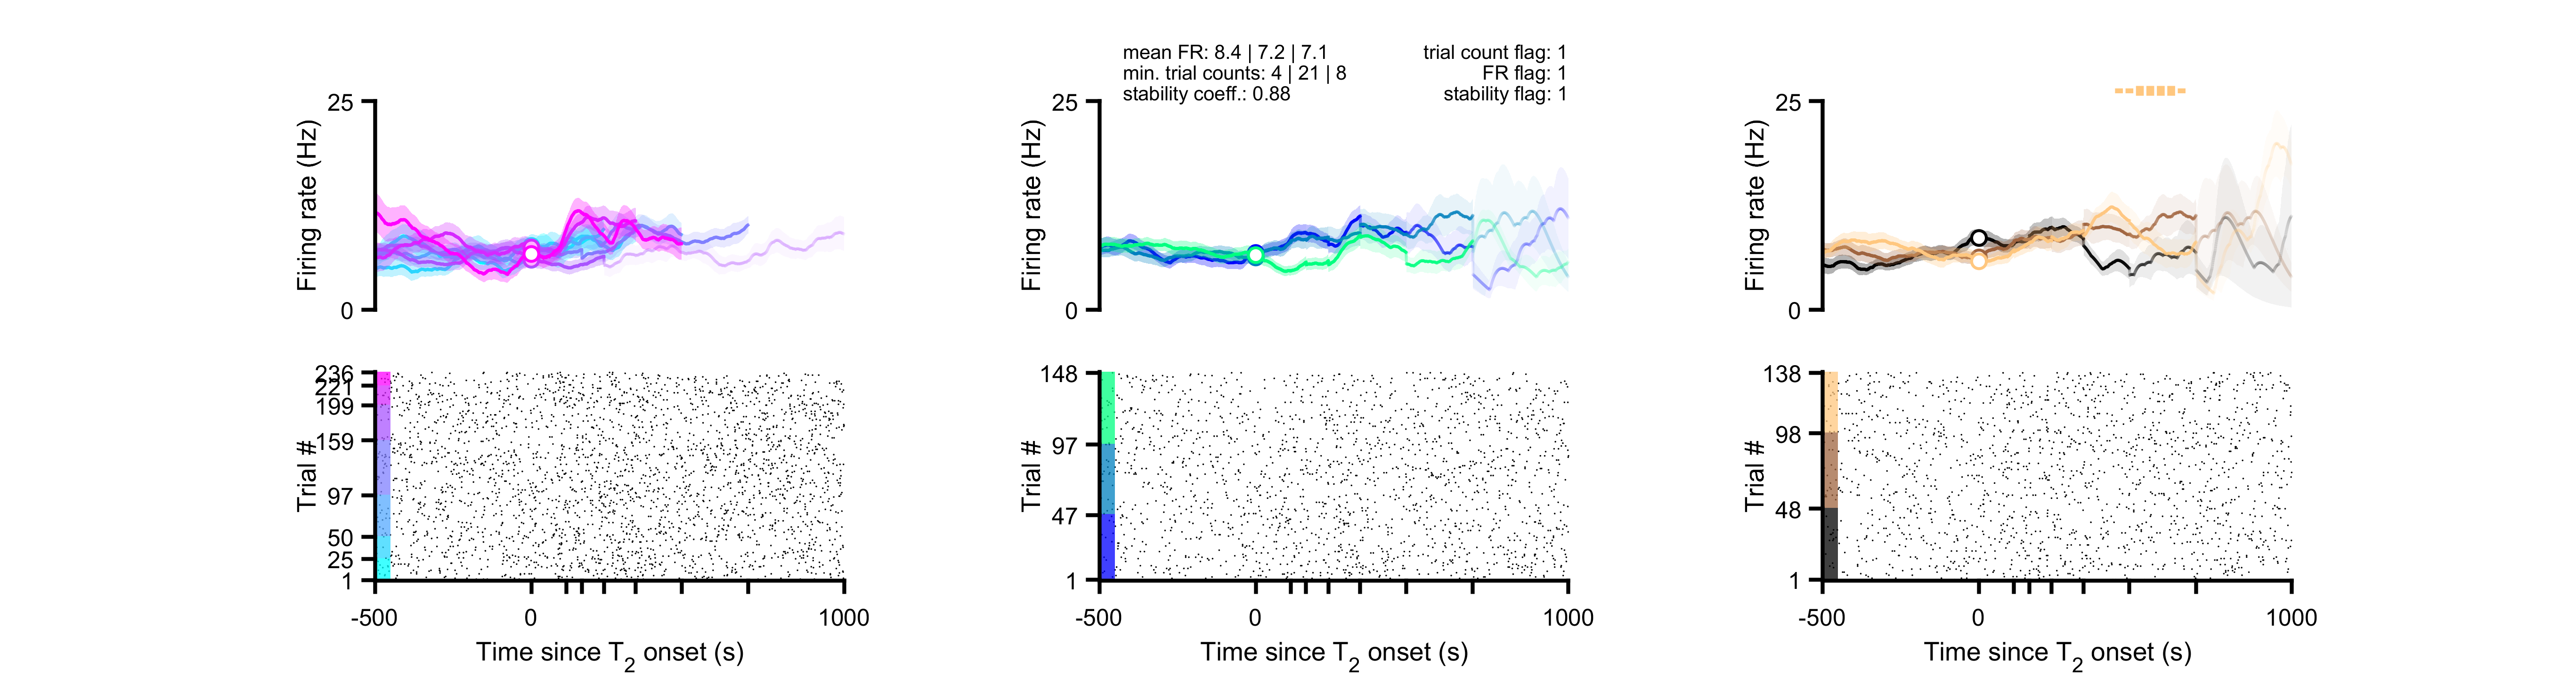 mean FR: 8.4 | 7.2 | 7.1
min. trial counts: 4 | 21 | 8
stability coeff.: 0.88
trial count flag: 1
FR flag: 1
stability flag: 1
25
Firing rate (Hz)
0
236
221
199
159
97
50
25
1
Trial #
-500
0
1000
Time since T2 onset (s)
25
Firing rate (Hz)
0
148
97
47
1
Trial #
-500
0
1000
Time since T2 onset (s)
25
Firing rate (Hz)
0
138
98
48
1
Trial #
-500
0
1000
Time since T2 onset (s)